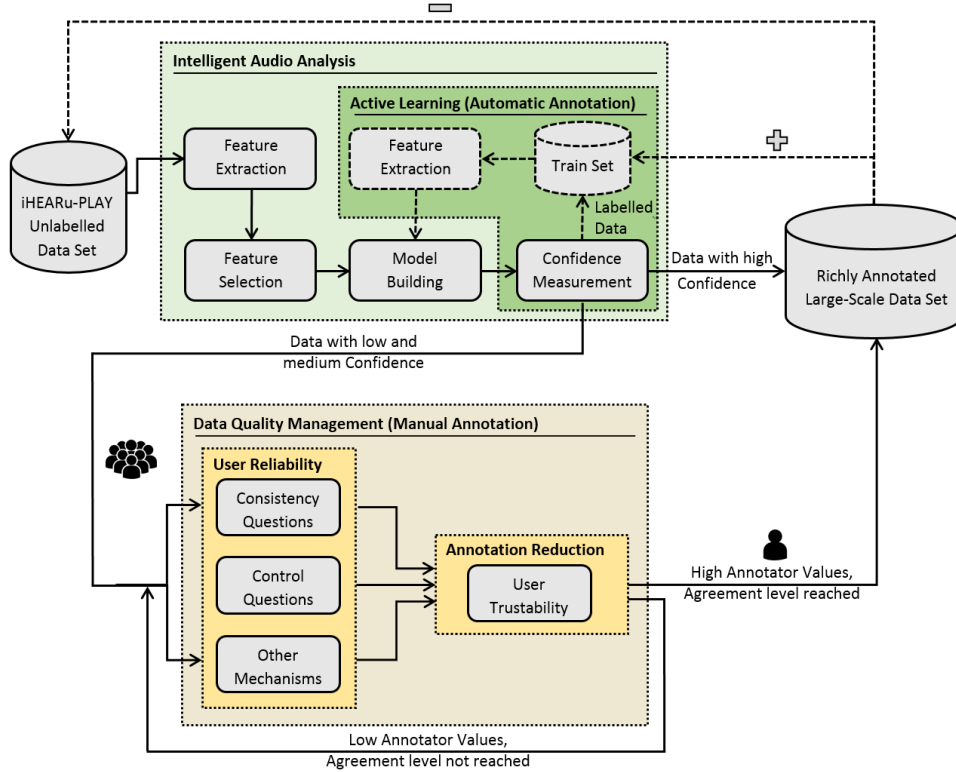 Intelligent Audio Analysis
Active Learning (Automatic Annotation)
iHEARu-PLAY
Unlabelled
Data Set
Feature
Extraction
Feature
Extraction
Train Set
Labelled
Data
Feature
Selection
Model
Building
Confidence
Measurement
Data with high
Confidence
Richly Annotated
Large-Scale Data Set
Data with low and
medium Confidence
Data Quality Management (Manual Annotation)
User Reliability
Consistency
Questions
Control
Questions
Other
Mechanisms
Annotation Reduction
User
Trustability
High Annotator Values,
Agreement level reached
Low Annotator Values,
Agreement level not reached